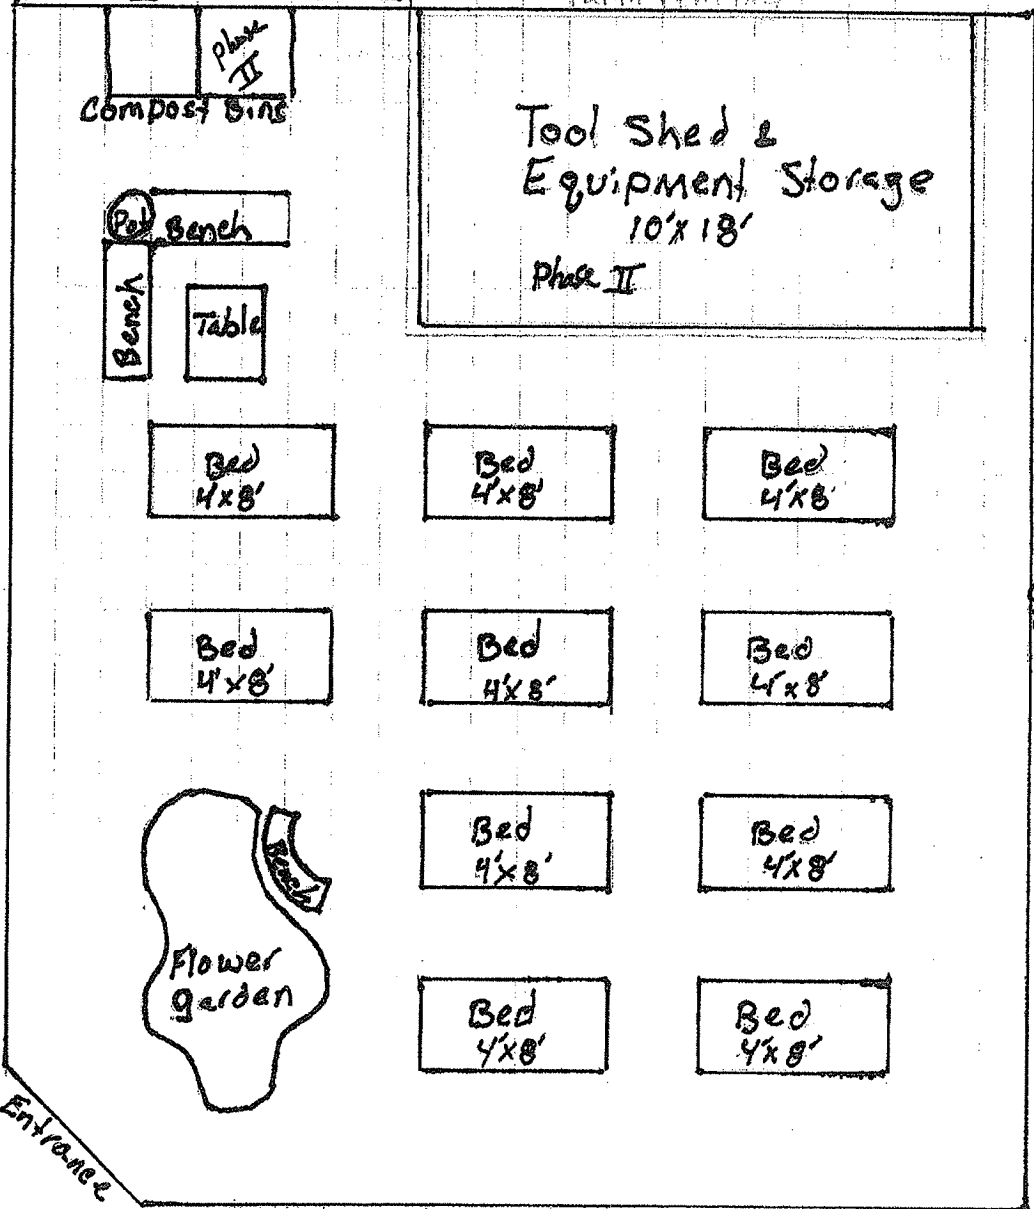 Phase
II
Compost Bins
Tool Shed &
Equipment Storage
10'x18'
Phase II
Pot
Bench
Bench
Table
Bed
4'x8'
Bed
4'x8'
Bed
4'x8'
Bed
4'x8'
Bed
4'x8'
Bed
4'x8'
Bench
Bed
4'x8'
Bed
4'x8'
Flower
garden
Bed
4'x8'
Bed
4'x8'
Entrance